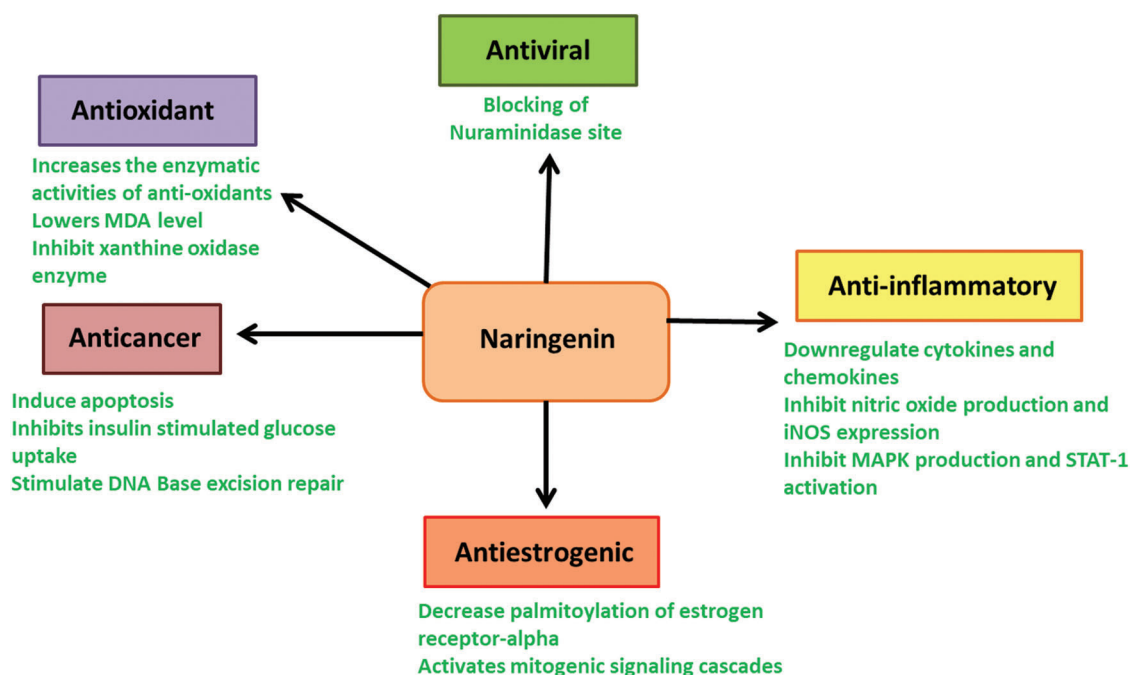 Antiviral
Blocking of
Nuraminidase site
Antioxidant
Increases the enzymatic
activities of anti-oxidants
Lowers MDA level
Inhibit xanthine oxidase
enzyme
Naringenin
Anti-inflammatory
Downregulate cytokines and
chemokines
Inhibit nitric oxide production and
iNOS expression
Inhibit MAPK production and STAT-1
activation
Anticancer
Induce apoptosis
Inhibits insulin stimulated glucose
uptake
Stimulate DNA Base excision repair
Antiestrogenic
Decrease palmitoylation of estrogen
receptor-alpha
Activates mitogenic signaling cascades